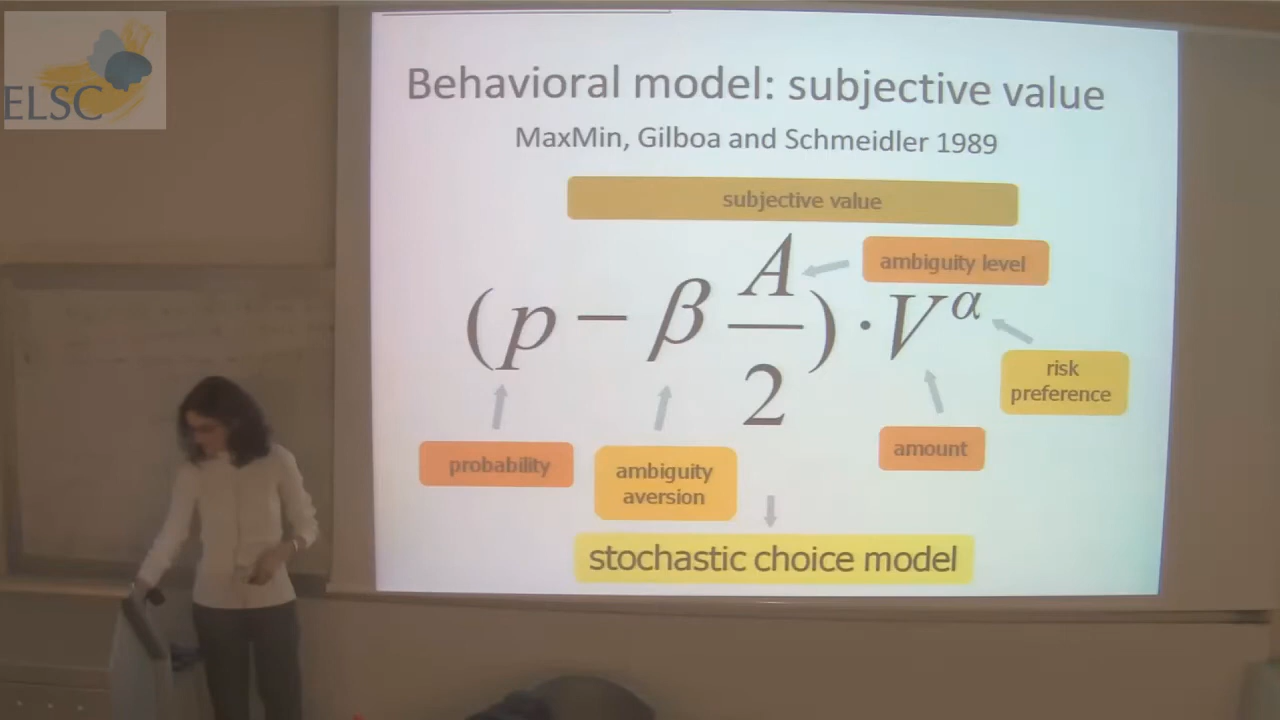 ELSC
Behavioral model: subjective value
MaxMin, Gilboa and Schmeidler 1989
subjective value
ambiguity level
(p − β A/2) · V^α
risk
preference
amount
probability
ambiguity
aversion
stochastic choice model